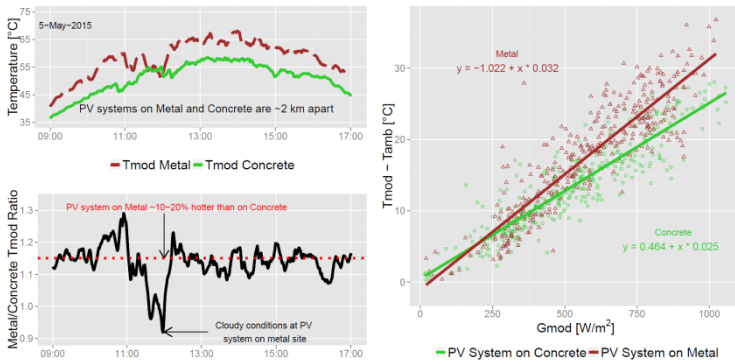 75
65
55
45
35
Temperature [°C]
5-May-2015
PV systems on Metal and Concrete are ~2 km apart
09:00 11:00 13:00 15:00 17:00
Tmod Metal Tmod Concrete
1.3
1.2
1.1
1.0
0.9
Metal/Concrete Tmod Ratio
PV system on Metal ~10-20% hotter than on Concrete
Cloudy conditions at PV
system on metal site
09:00 11:00 13:00 15:00 17:00
30
20
10
0
Tmod - Tamb [°C]
Metal
y = -1.022 + x * 0.032
Concrete
y = 0.464 + x * 0.025
0 250 500 750 1000
Gmod [W/m²]
PV System on Concrete PV System on Metal